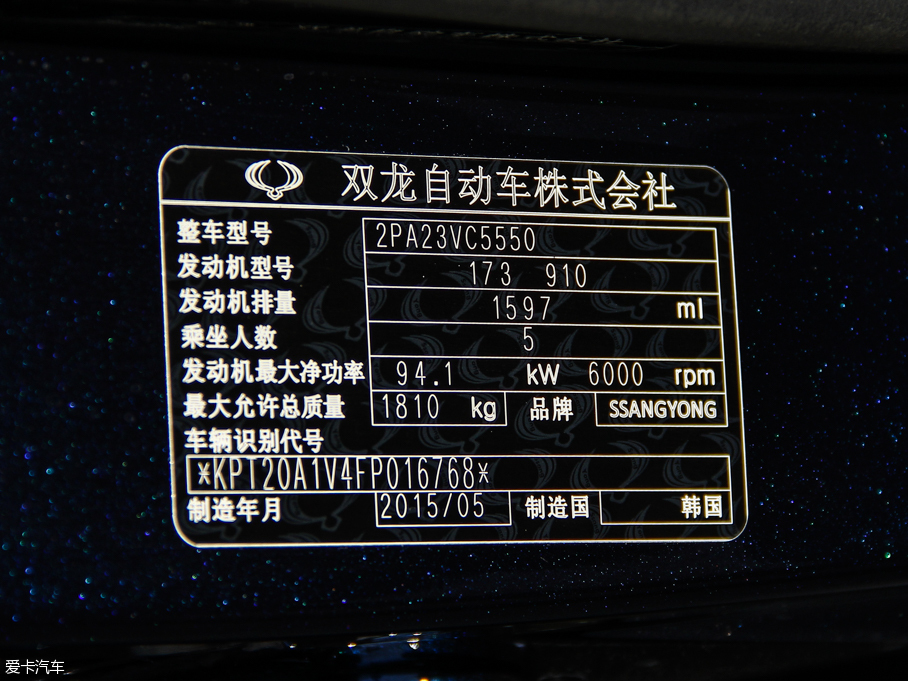 双龙自动车株式会社
整车型号 2PA23VC5550
发动机型号 173 910
发动机排量 1597 ml
乘坐人数 5
发动机最大净功率 94.1 kW 6000 rpm
最大允许总质量 1810 kg 品牌 SSANGYONG
车辆识别代号
*KPT20A1V4FP016768*
制造年月 2015/05 制造国 韩国
爱卡汽车